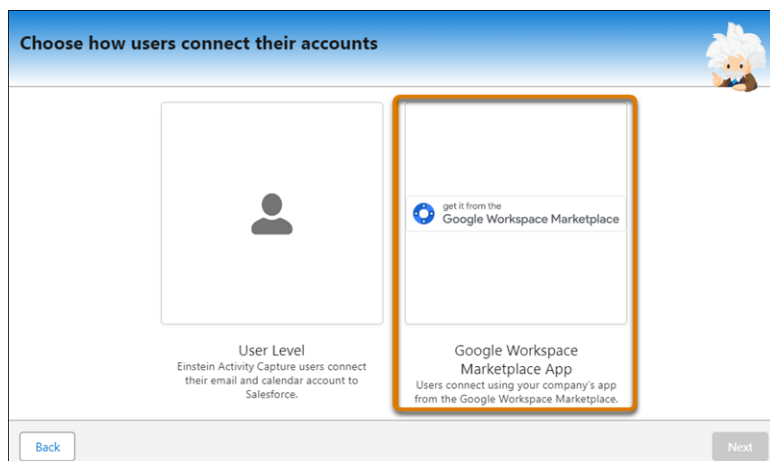 Choose how users connect their accounts
get it from the
Google Workspace Marketplace
User Level
Einstein Activity Capture users connect
their email and calendar account to
Salesforce.
Google Workspace
Marketplace App
Users connect using your company's app
from the Google Workspace Marketplace.
Back
Next